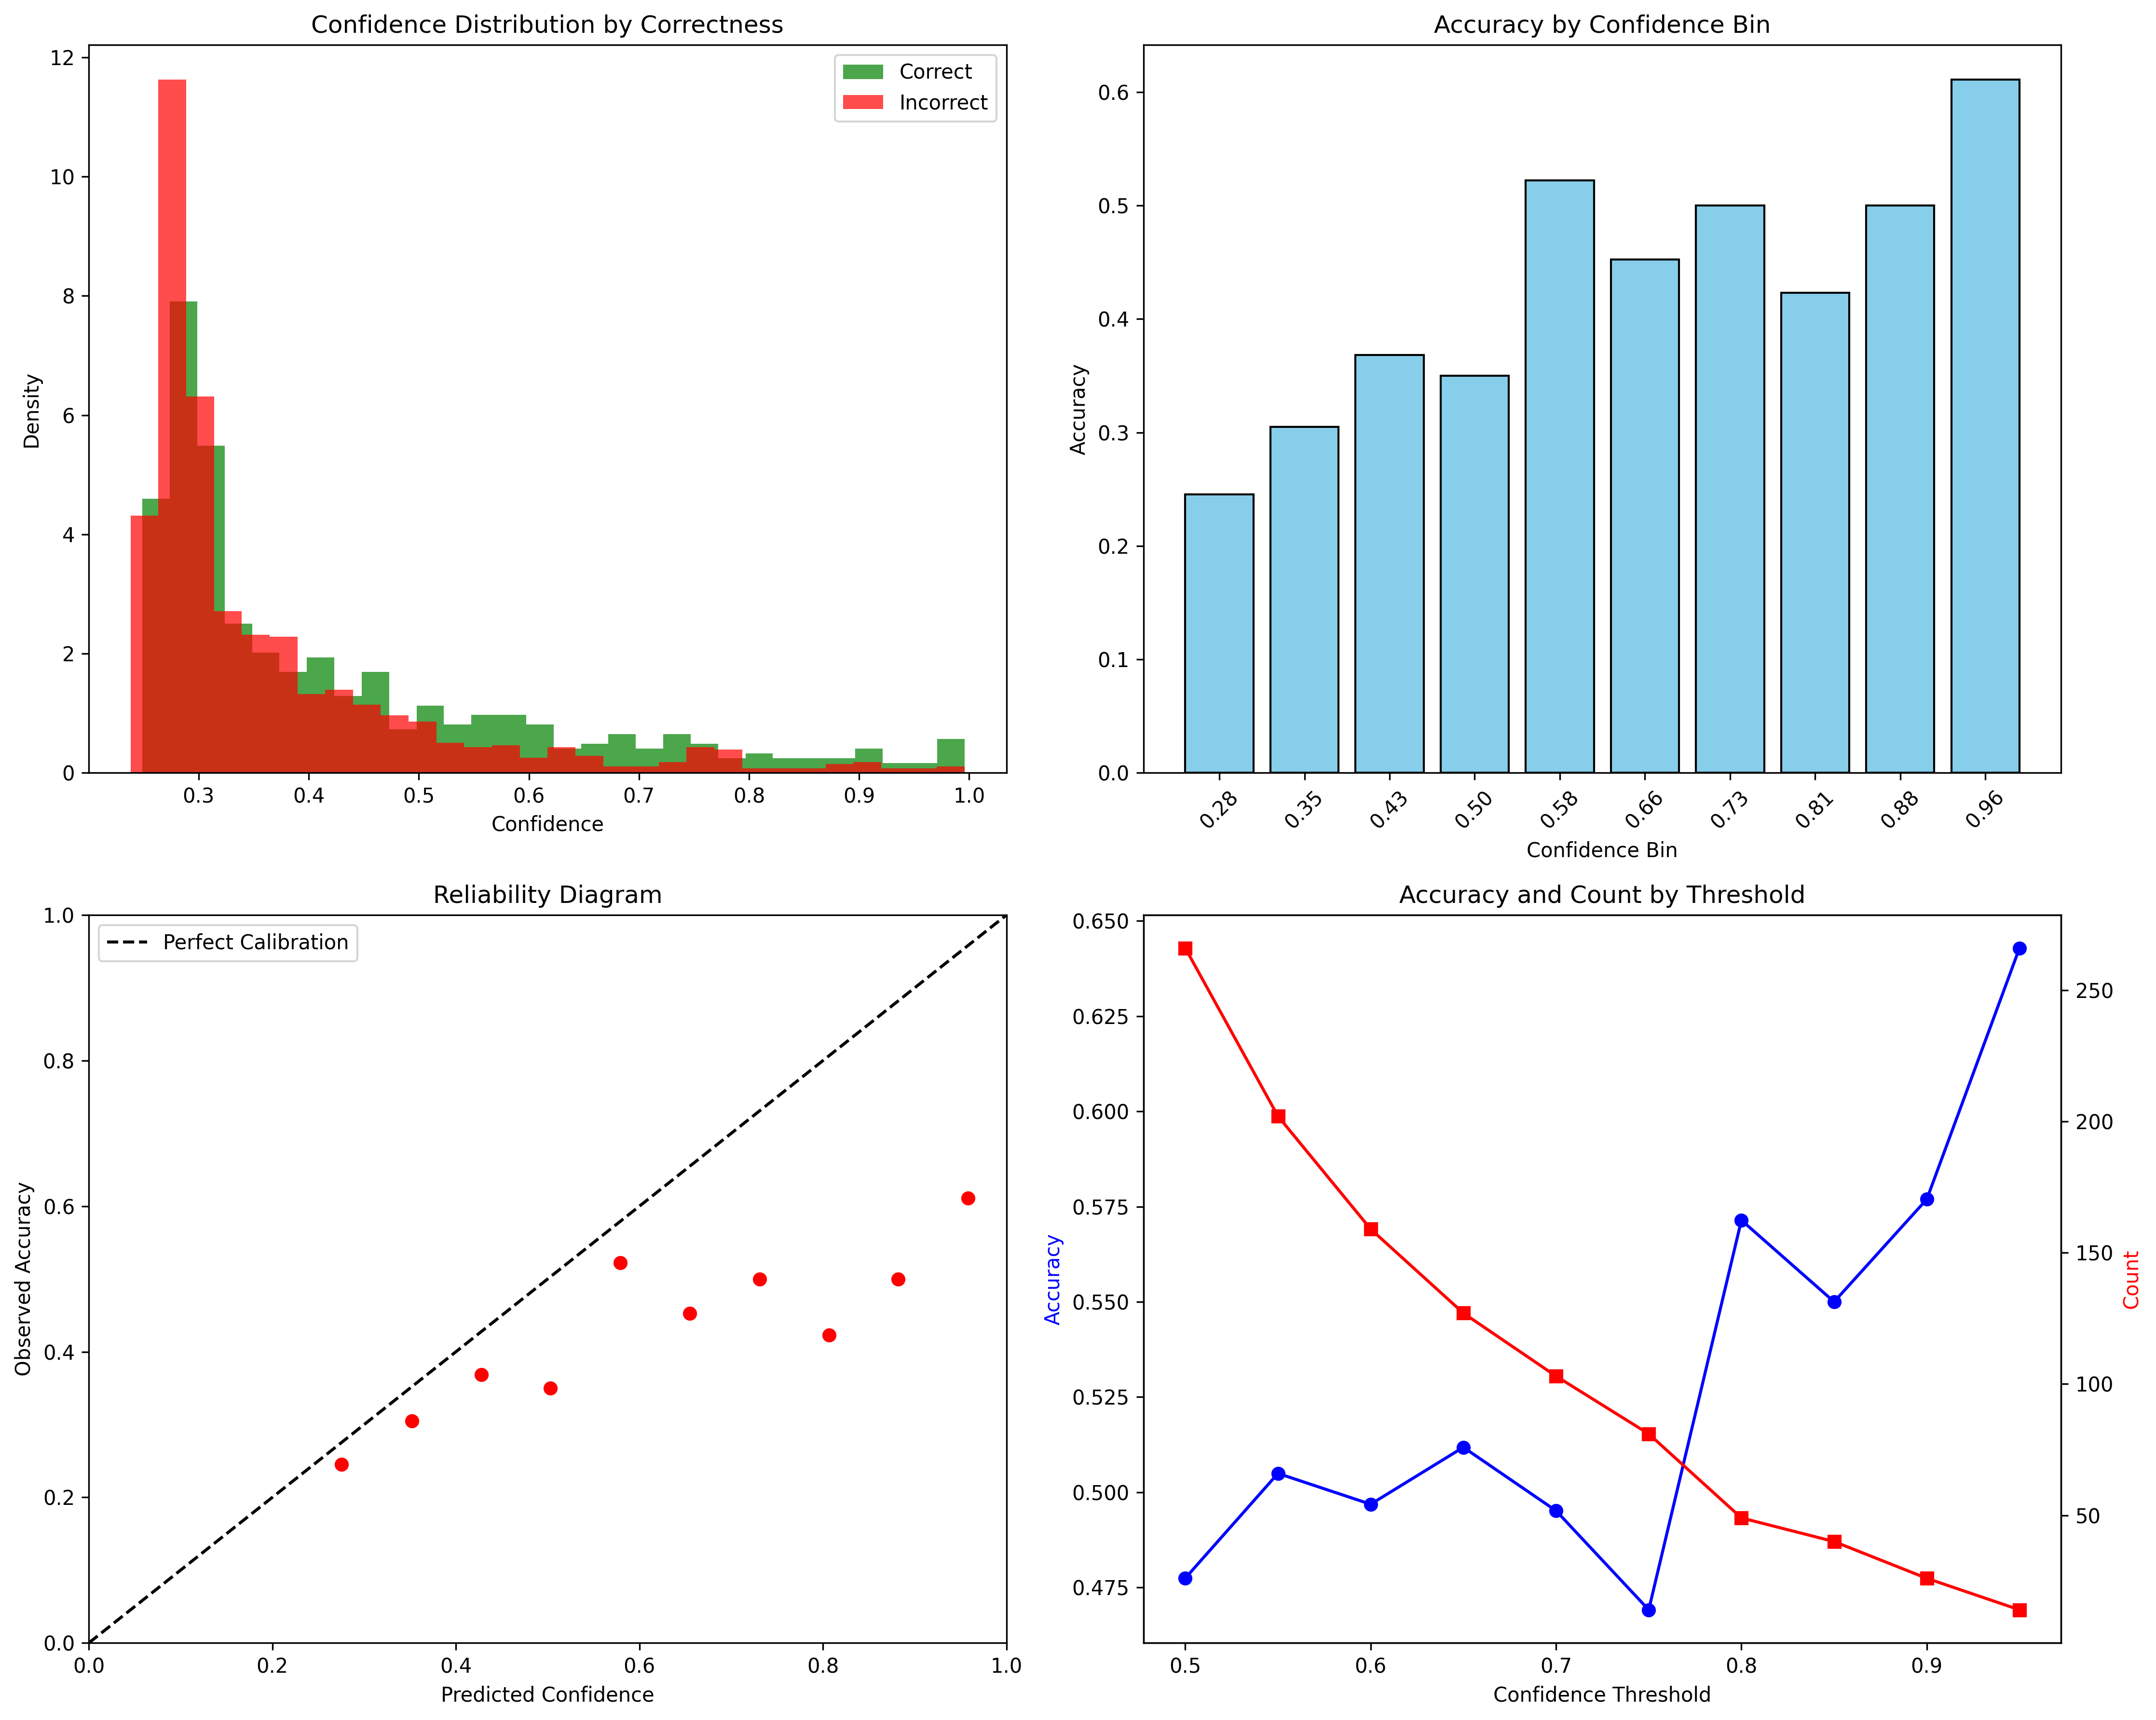 Confidence Distribution by Correctness
12
10
8
6
4
2
0
Density
Correct
Incorrect
0.3 0.4 0.5 0.6 0.7 0.8 0.9 1.0
Confidence
Accuracy by Confidence Bin
0.6
0.5
0.4
0.3
0.2
0.1
0.0
Accuracy
0.28 0.35 0.43 0.50 0.58 0.66 0.73 0.81 0.88 0.96
Confidence Bin
Reliability Diagram
Perfect Calibration
1.0
0.8
0.6
0.4
0.2
0.0
Observed Accuracy
0.0 0.2 0.4 0.6 0.8 1.0
Predicted Confidence
Accuracy and Count by Threshold
0.650
0.625
0.600
0.575
0.550
0.525
0.500
0.475
Accuracy
250
200
150
100
50
Count
0.5 0.6 0.7 0.8 0.9
Confidence Threshold